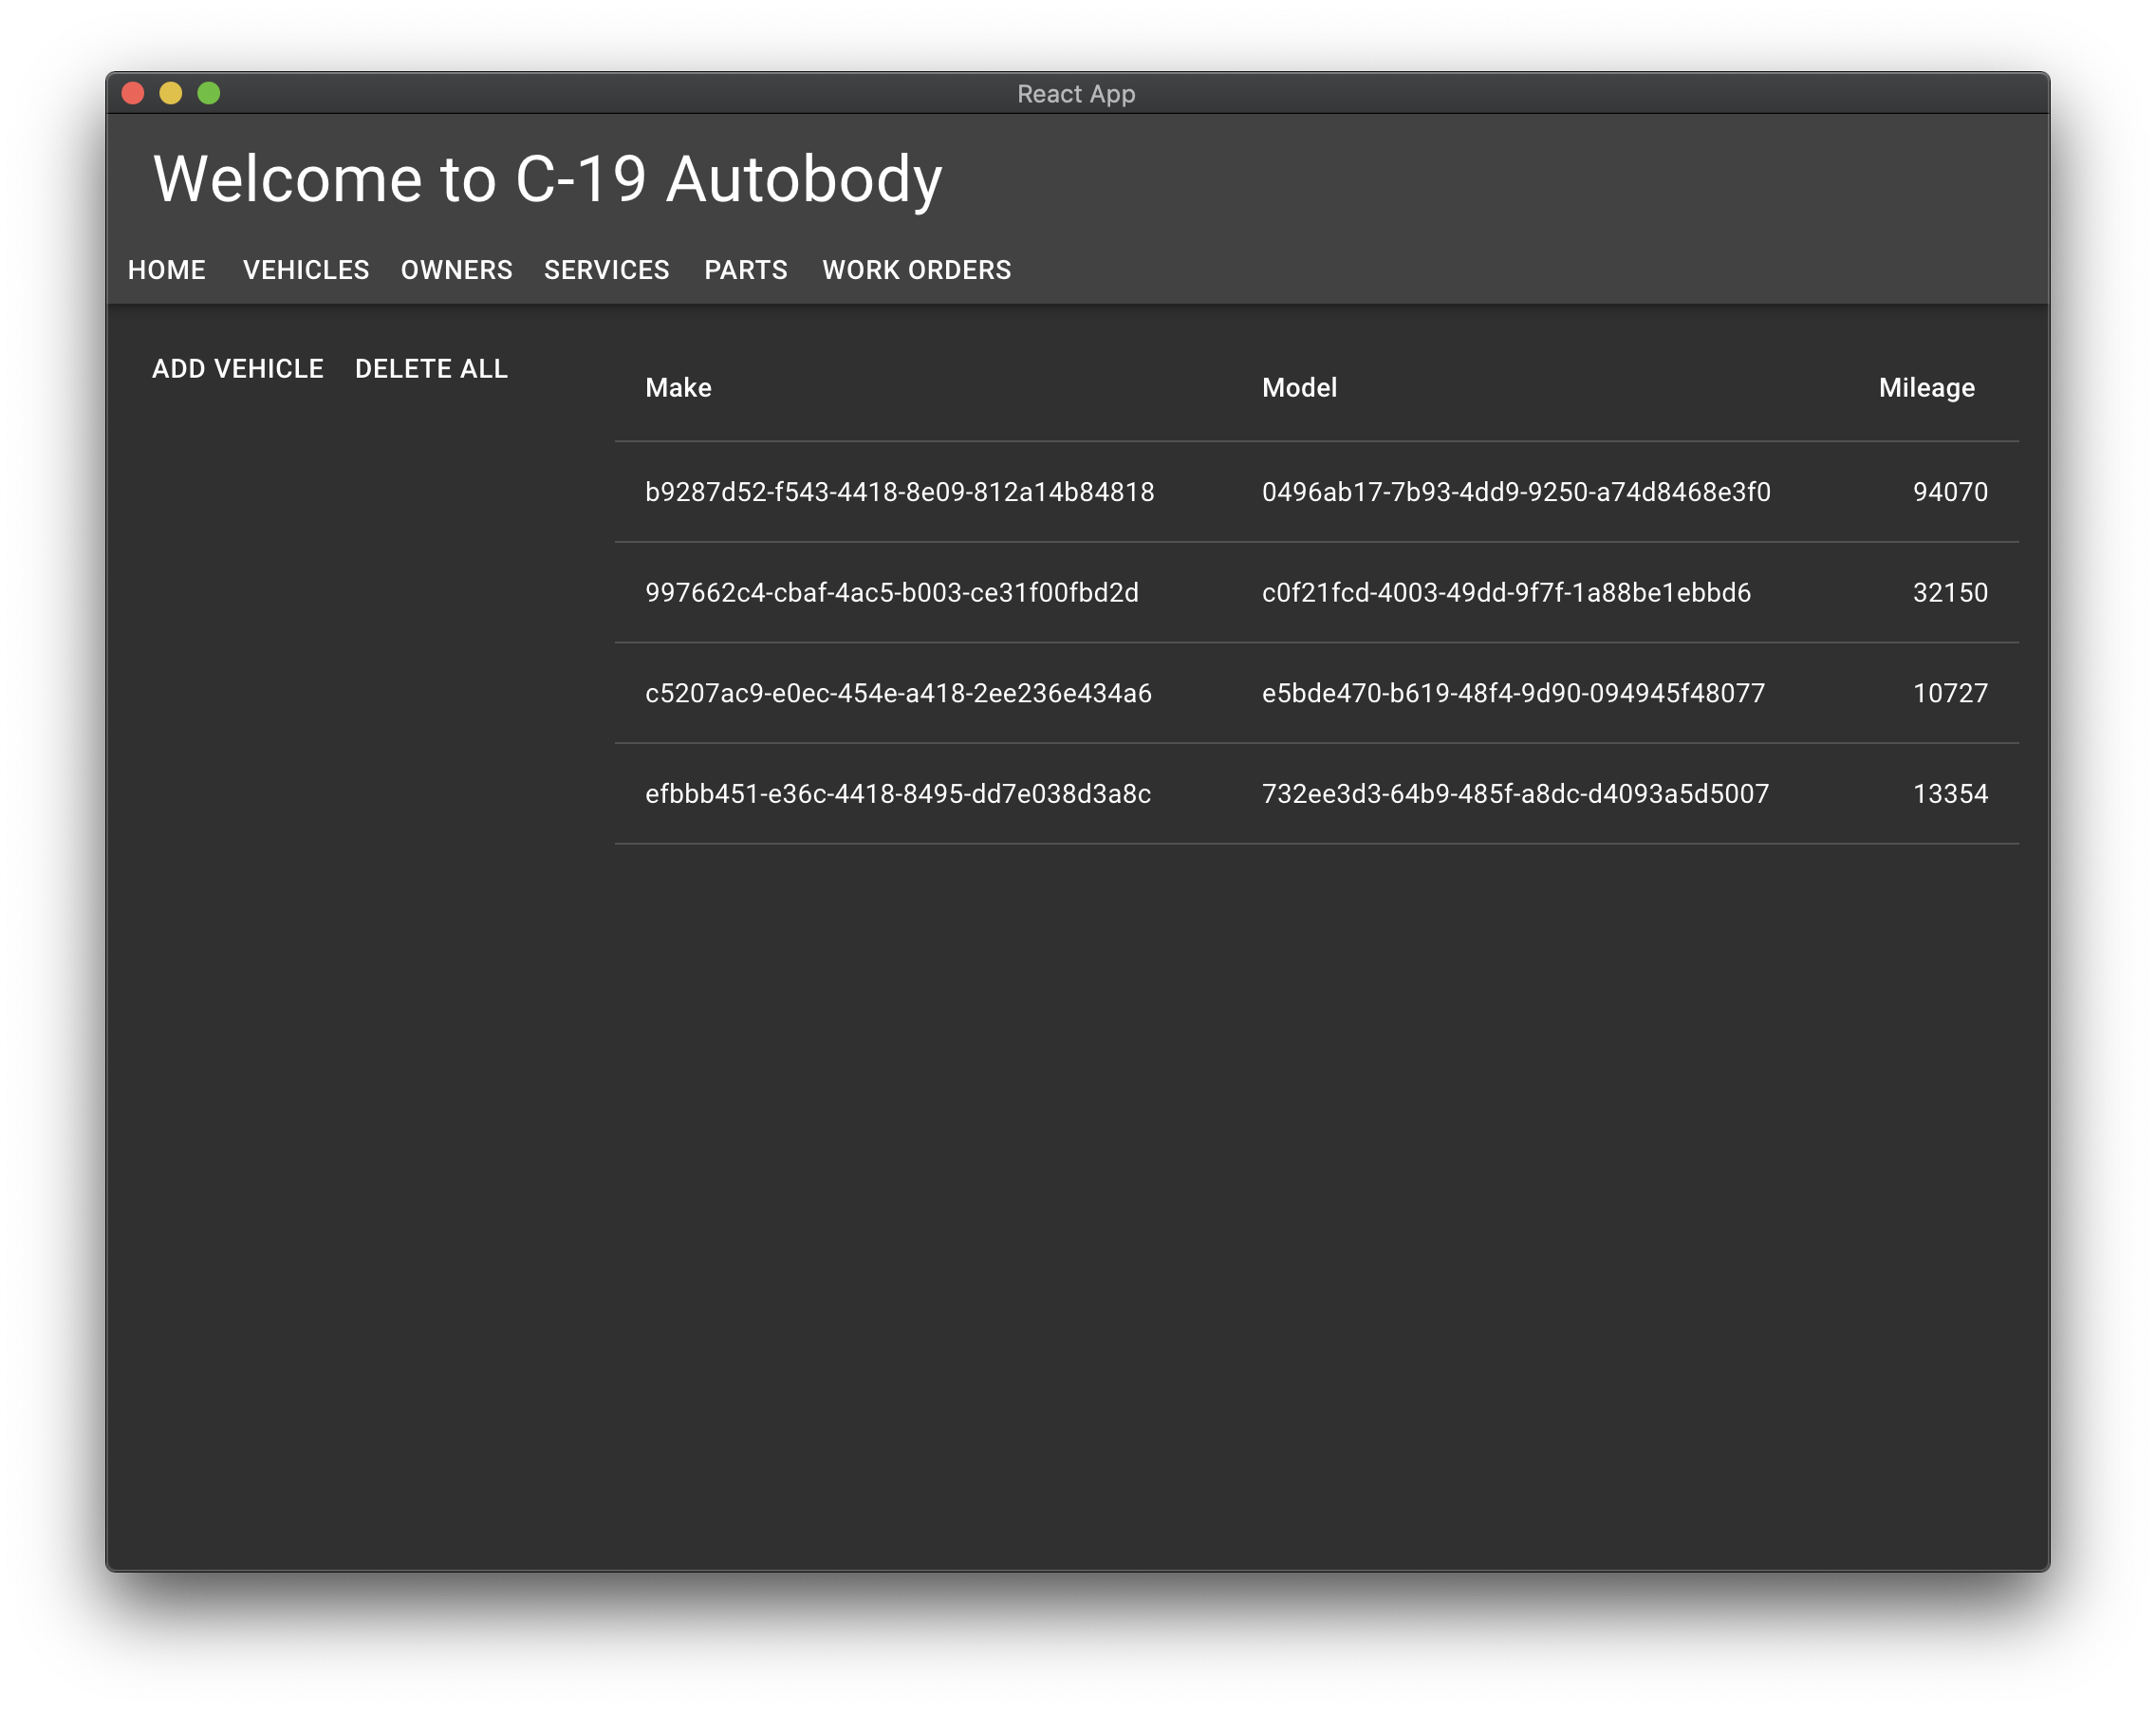 React App
Welcome to C-19 Autobody
HOME VEHICLES OWNERS SERVICES PARTS WORK ORDERS
ADD VEHICLE DELETE ALL
Make Model Mileage
b9287d52-f543-4418-8e09-812a14b84818 0496ab17-7b93-4dd9-9250-a74d8468e3f0 94070
997662c4-cbaf-4ac5-b003-ce31f00fbd2d c0f21fcd-4003-49dd-9f7f-1a88be1ebbd6 32150
c5207ac9-e0ec-454e-a418-2ee236e434a6 e5bde470-b619-48f4-9d90-094945f48077 10727
efbbb451-e36c-4418-8495-dd7e038d3a8c 732ee3d3-64b9-485f-a8dc-d4093a5d5007 13354